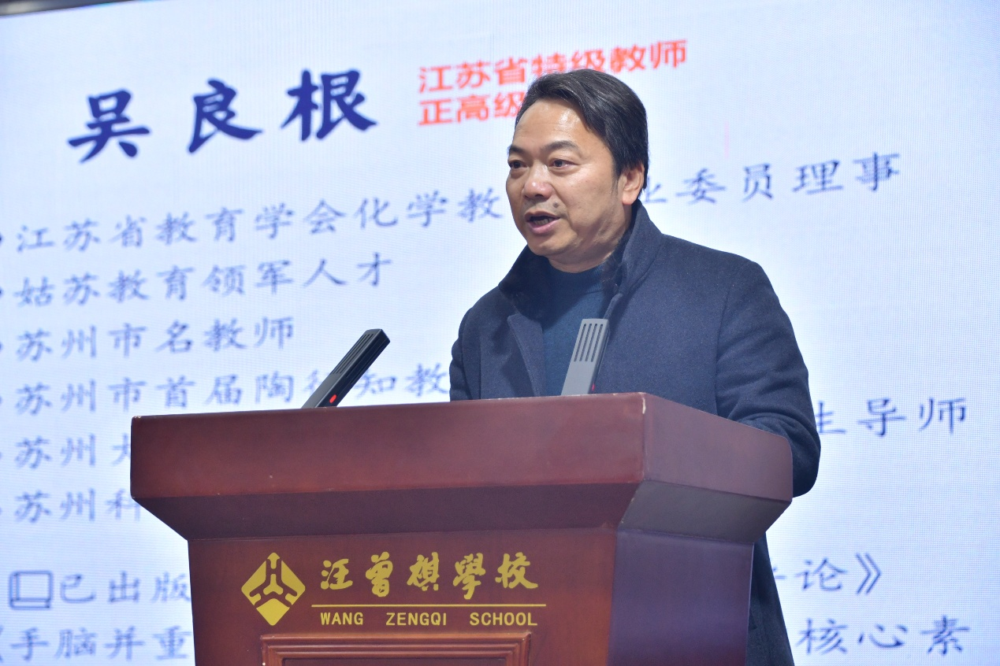 吴良根
江苏省特级教师
正高级
江苏省教育学会化学教 委员理事
姑苏教育领军人才
苏州市名教师
苏州市首届陶 知教
苏州 生导师
苏州科
已出版 论》
《手脑并重 核心素
汪曾祺學校
WANG ZENGQI SCHOOL